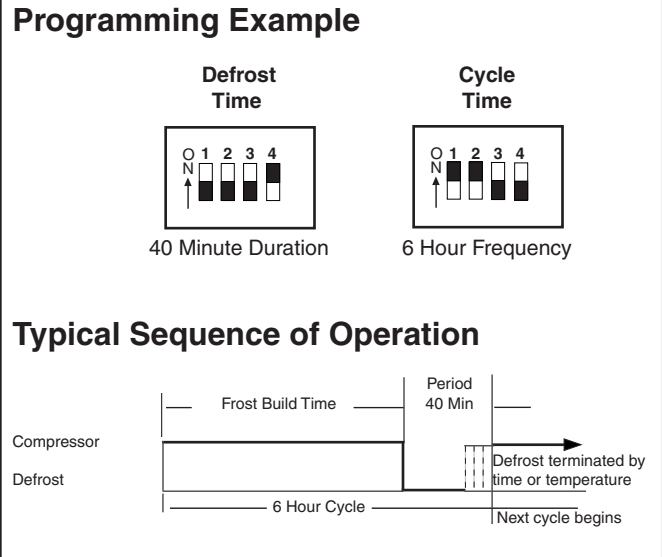 Programming Example
Defrost
Time
Cycle
Time
ON 1 2 3 4
ON 1 2 3 4
40 Minute Duration
6 Hour Frequency
Typical Sequence of Operation
Period
Frost Build Time
40 Min
Compressor
Defrost terminated by
Defrost
time or temperature
6 Hour Cycle
Next cycle begins